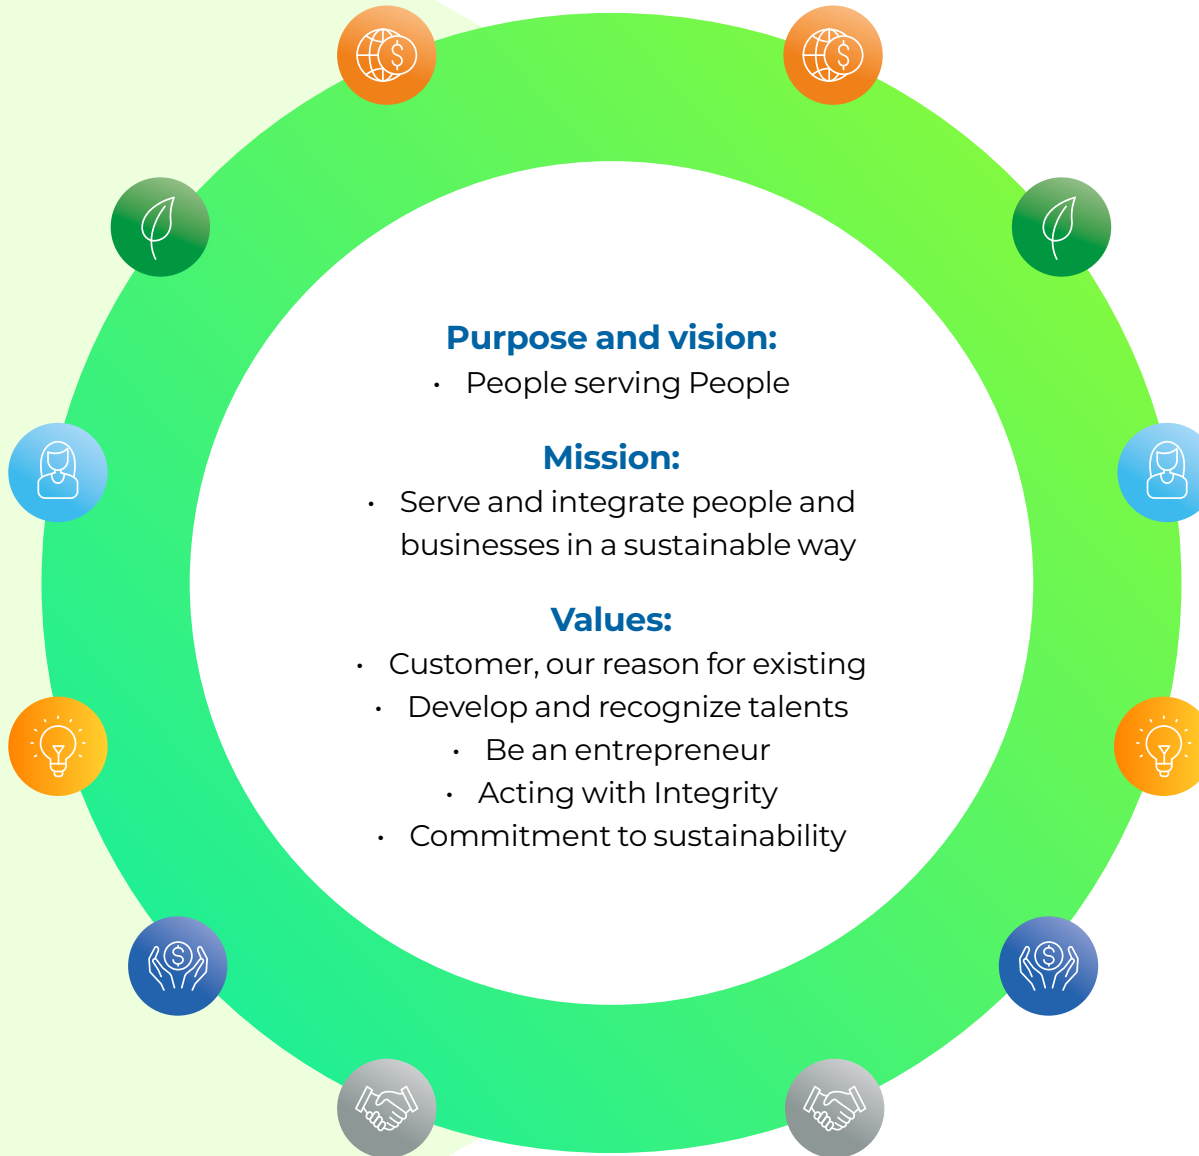 Purpose and vision:
• People serving People
Mission:
• Serve and integrate people and
businesses in a sustainable way
Values:
• Customer, our reason for existing
• Develop and recognize talents
• Be an entrepreneur
• Acting with Integrity
• Commitment to sustainability